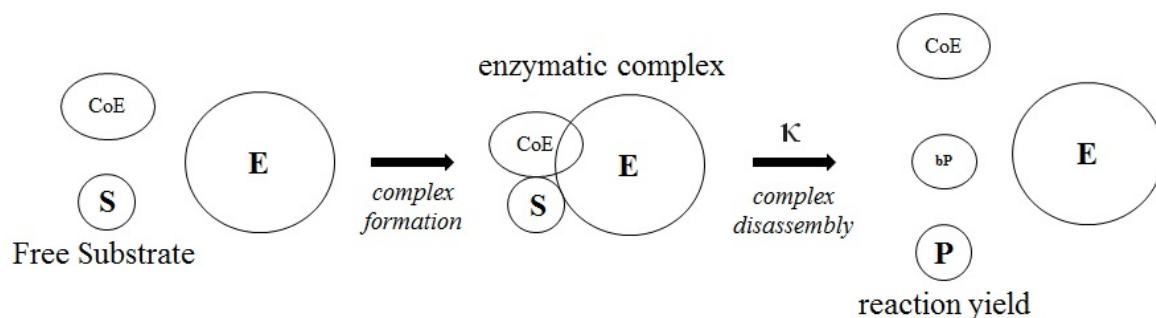 CoE
S
Free Substrate
E
complex
formation
enzymatic complex
CoE
S
E
κ
complex
disassembly
CoE
bP
P
reaction yield
E